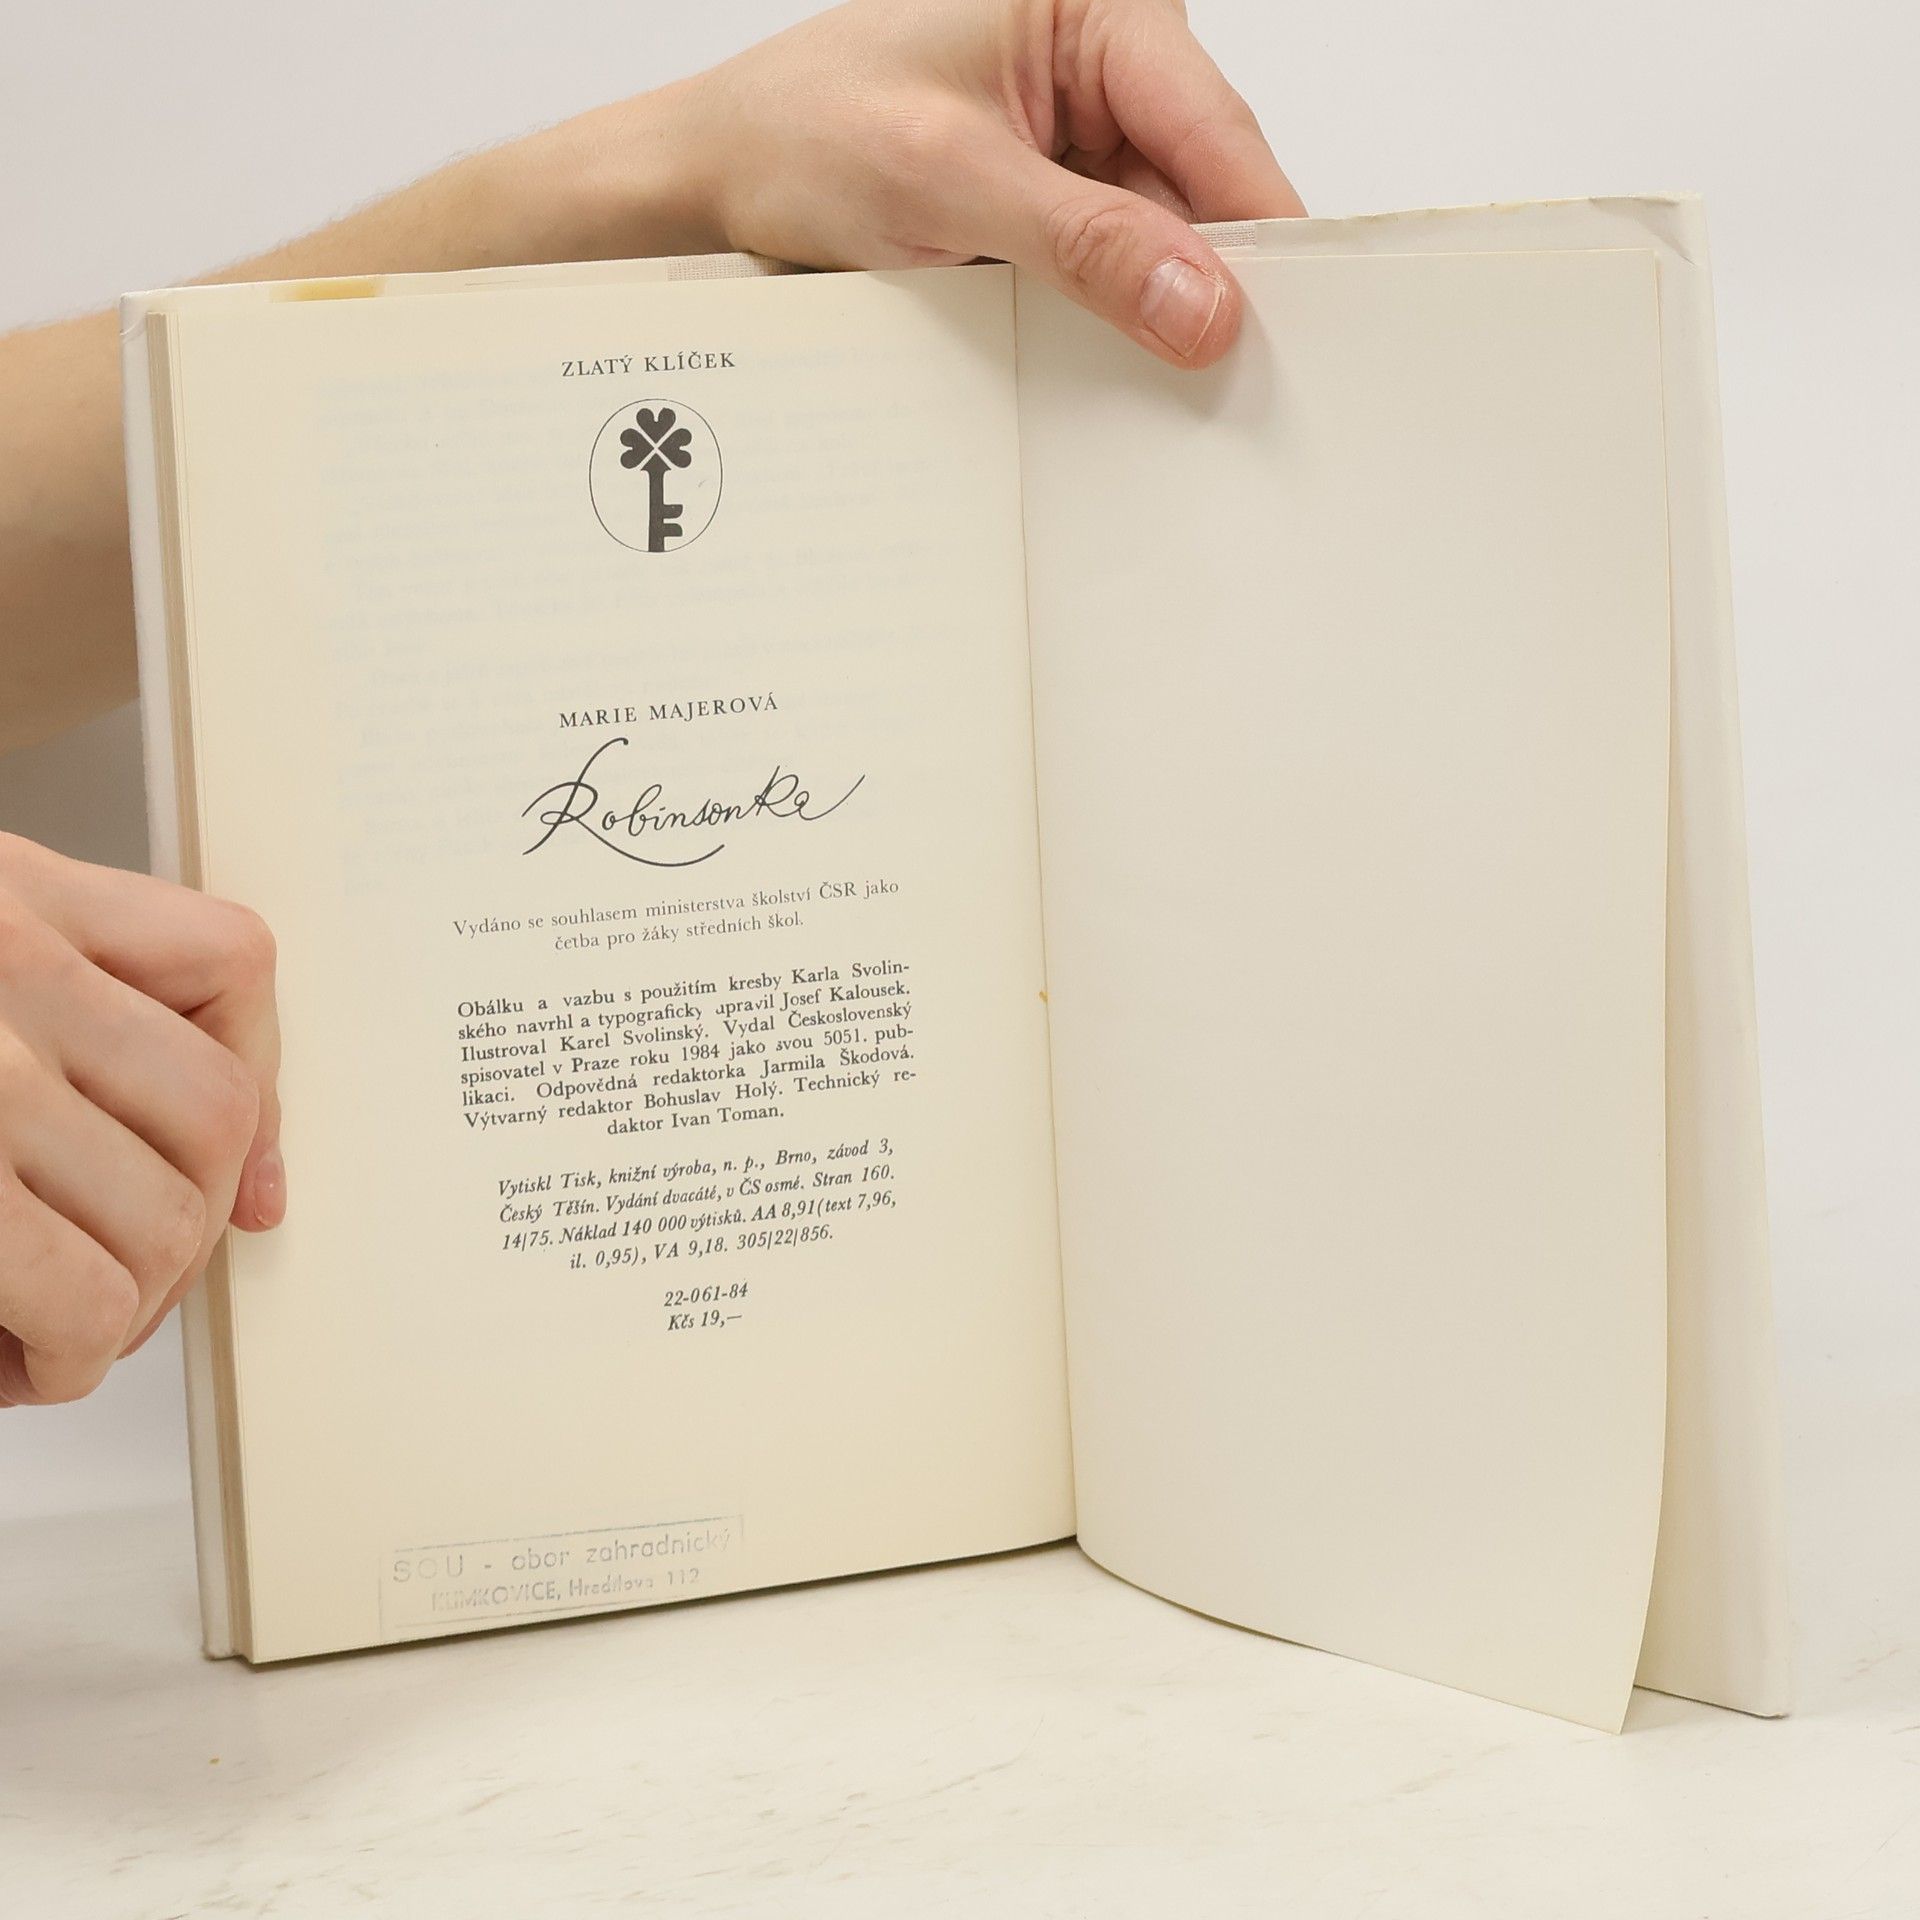 ZLATÝ KLÍČEK
MARIE MAJEROVÁ
Robinsonka
Vydáno se souhlasem ministerstva školství ČSR jako
četba pro žáky středních škol.
Obálku a vazbu s použitím kresby Karla Svolin-
ského navrhl a typograficky upravil Josef Kalousek.
Ilustroval Karel Svolinský. Vydal Československý
spisovatel v Praze roku 1984 jako svou 5051. pub-
likaci. Odpovědná redaktorka Jarmila Škodová.
Výtvarný redaktor Bohuslav Holý. Technický re-
daktor Ivan Toman.
Vytiskl Tisk, knižní výroba, n. p., Brno, závod 3,
Český Těšín. Vydání dvacáté, v ČS osmé. Stran 160.
14/75. Náklad 140 000 výtisků. AA 8,91 (text 7,96,
il. 0,95), VA 9,18. 305/22/856.
22-061-84
Kčs 19,—
SOU - obor zahradnický
KLIMKOVICE, Hradilova 112